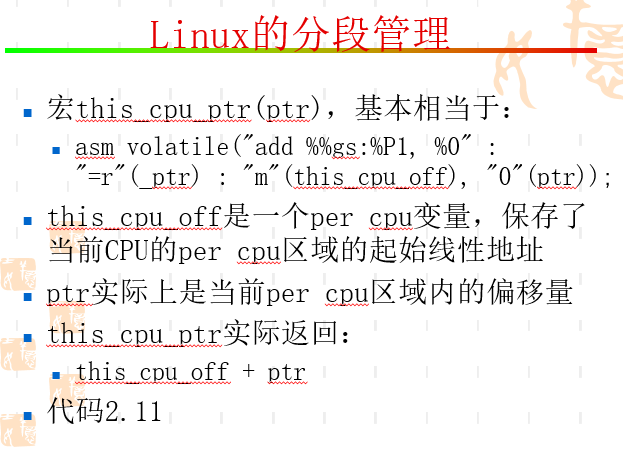 Linux的分段管理
宏this_cpu_ptr(ptr)，基本相当于：
asm volatile("add %%gs:%P1, %0" :
"=r"(_ptr) : "m"(this_cpu_off), "0"(ptr));
this_cpu_off是一个per cpu变量，保存了
当前CPU的per cpu区域的起始线性地址
ptr实际上是当前per cpu区域内的偏移量
this_cpu_ptr实际返回：
this_cpu_off + ptr
代码2.11